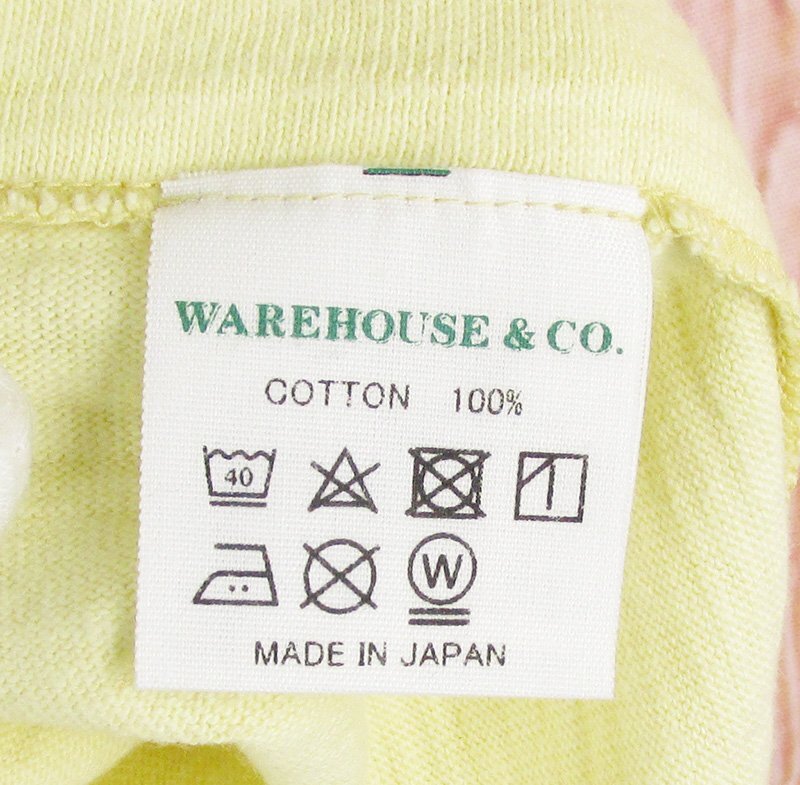 WAREHOUSE & CO.
COTTON 100%
40
W
MADE IN JAPAN